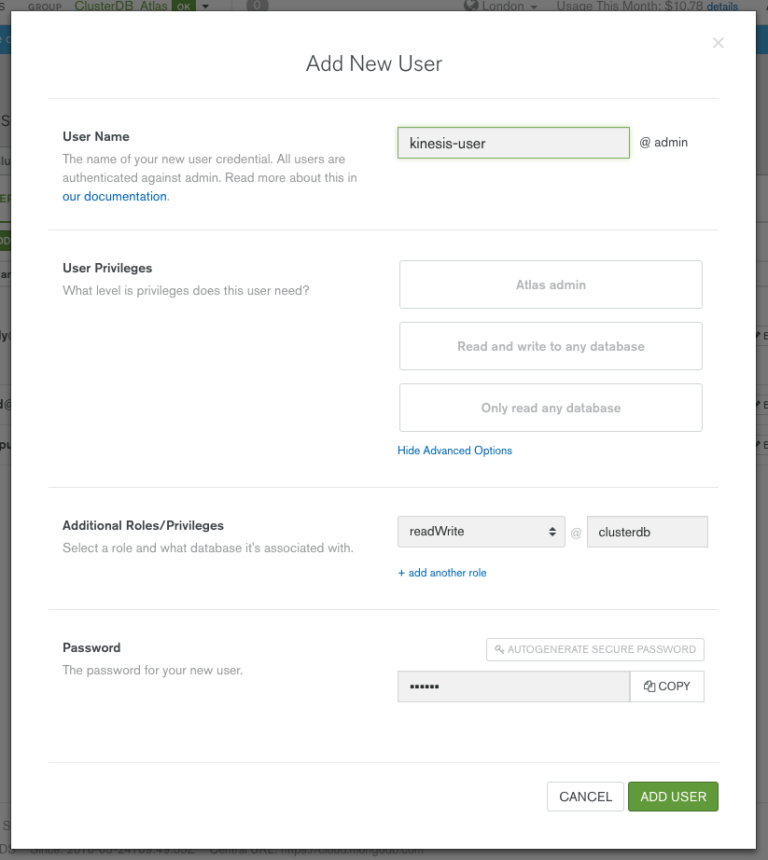 GROUP ClusterDB_Atlas OK 0 London Usage This Month: $10.78 details
Add New User
User Name
The name of your new user credential. All users are
authenticated against admin. Read more about this in
our documentation.
kinesis-user @ admin
User Privileges
What level is privileges does this user need?
Atlas admin
Read and write to any database
Only read any database
Hide Advanced Options
Additional Roles/Privileges
Select a role and what database it's associated with.
readWrite @ clusterdb
+ add another role
Password
The password for your new user.
AUTOGENERATE SECURE PASSWORD
•••••• COPY
CANCEL ADD USER